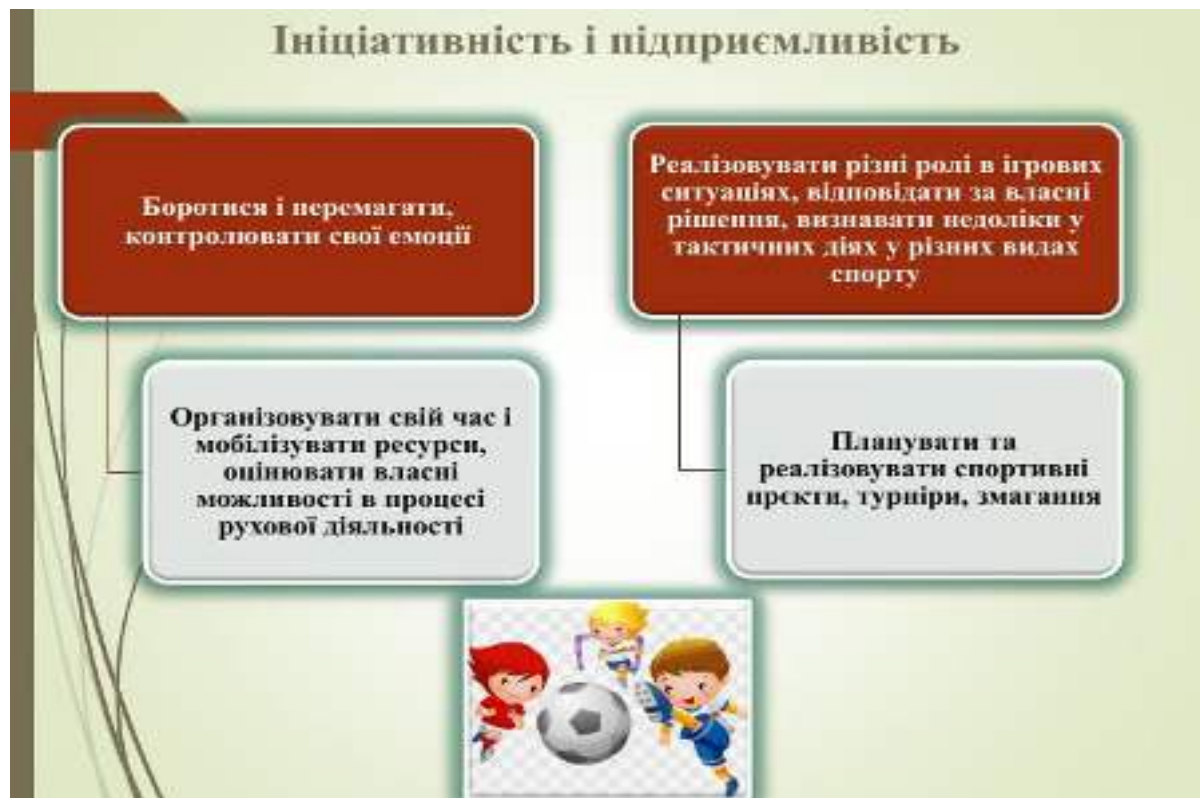 Ініціативність і підприємливість
Боротися і перемагати,
контролювати свої емоції
Реалізовувати різні ролі в ігрових
ситуаціях, відповідати за власні
рішення, визнавати недоліки у
тактичних діях у різних видах
спорту
Організовувати свій час і
мобілізувати ресурси,
оцінювати власні
можливості в процесі
рухової діяльності
Планувати та
реалізовувати спортивні
прєкти, турніри, змагання